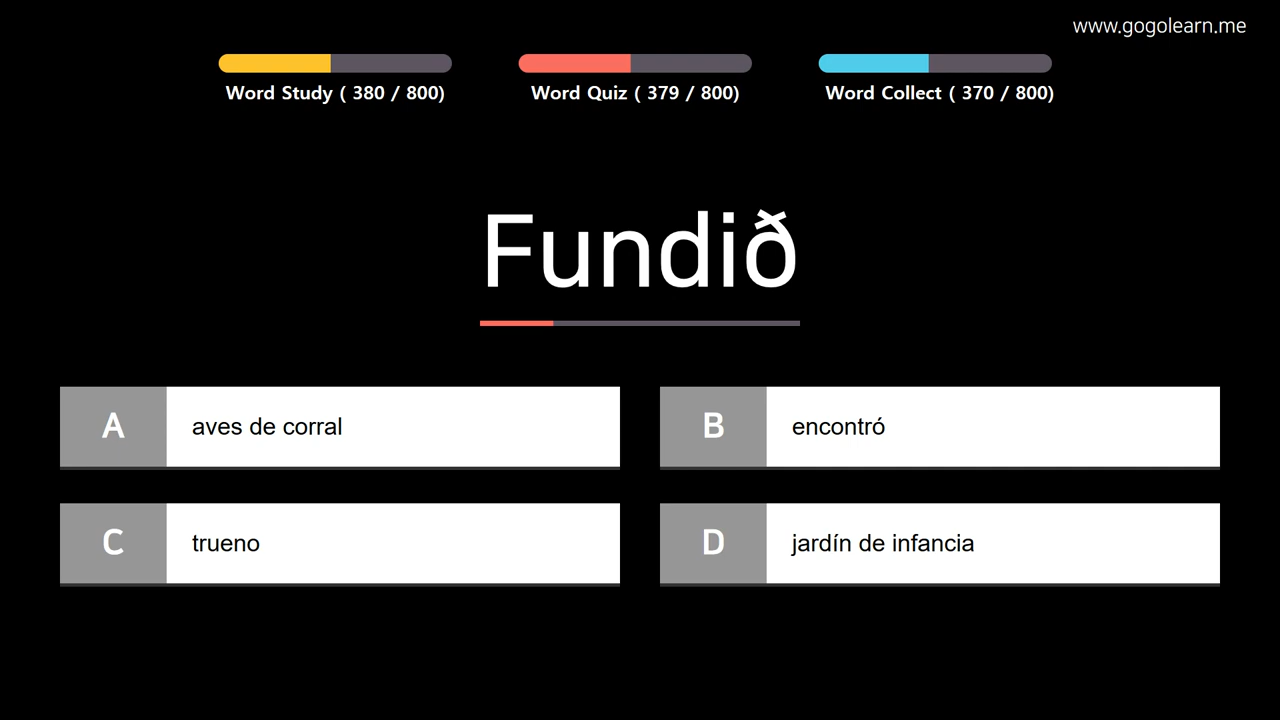 www.gogolearn.me
Word Study ( 380 / 800)
Word Quiz ( 379 / 800)
Word Collect ( 370 / 800)
Fundið
A
aves de corral
B
encontró
C
trueno
D
jardín de infancia